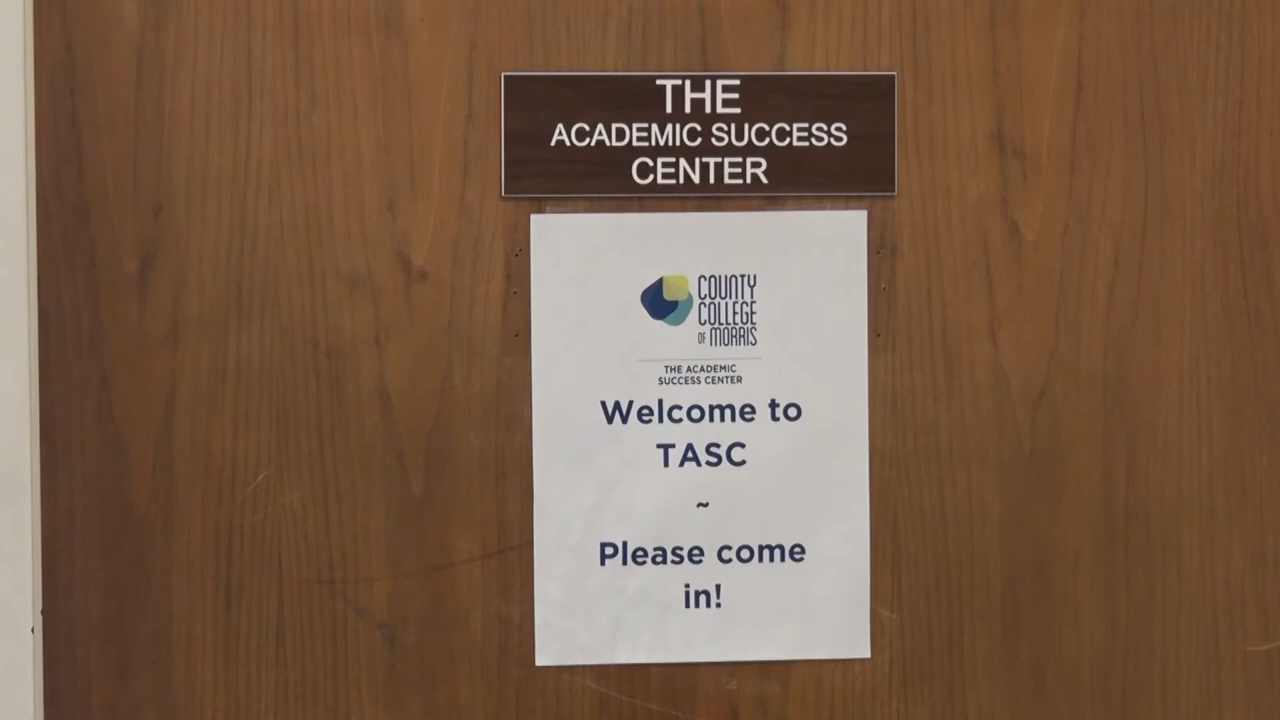 THE
ACADEMIC SUCCESS
CENTER
COUNTY
COLLEGE
OF MORRIS
THE ACADEMIC
SUCCESS CENTER
Welcome to
TASC
~
Please come
in!